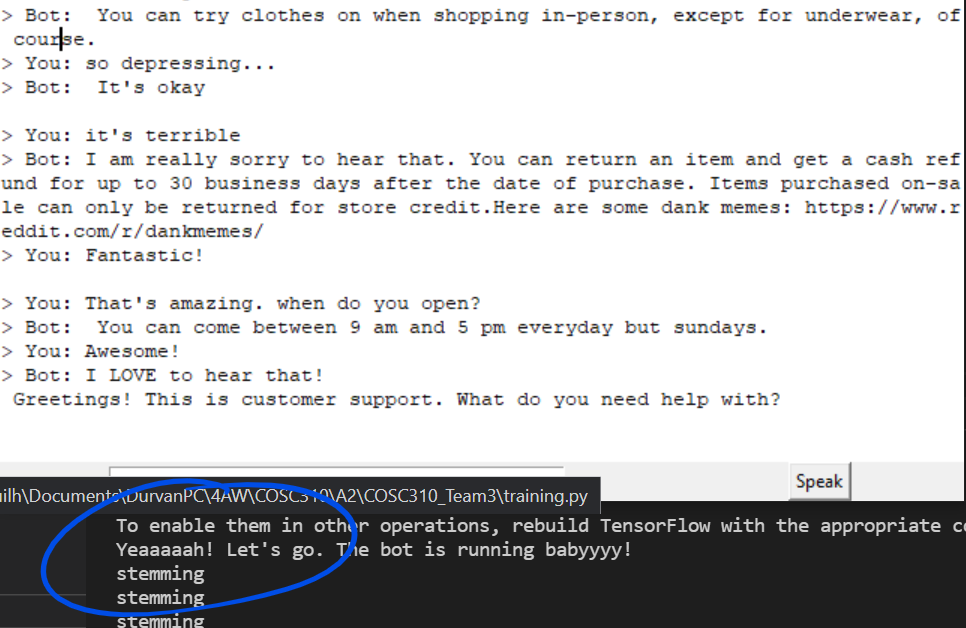 > Bot:  You can try clothes on when shopping in-person, except for underwear, of
course.
> You: so depressing...
> Bot:  It's okay
> You: it's terrible
> Bot: I am really sorry to hear that. You can return an item and get a cash ref
und for up to 30 business days after the date of purchase. Items purchased on-sa
le can only be returned for store credit.Here are some dank memes: https://www.r
eddit.com/r/dankmemes/
> You: Fantastic!
> You: That's amazing. when do you open?
> Bot:  You can come between 9 am and 5 pm everyday but sundays.
> You: Awesome!
> Bot: I LOVE to hear that!
Greetings! This is customer support. What do you need help with?
Speak
uilh\Documents\DurvanPC\4AW\COSC310\A2\COSC310_Team3\training.py
To enable them in other operations, rebuild TensorFlow with the appropriate co
Yeaaaaah! Let's go. The bot is running babyyyy!
stemming
stemming
stemming